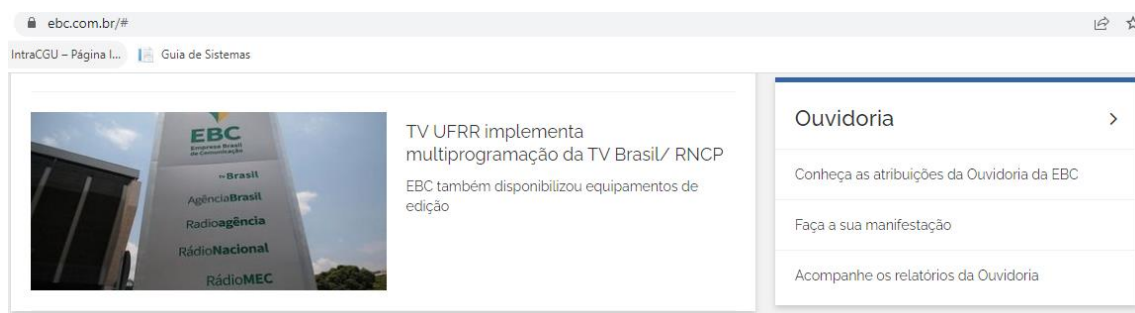 ebc.com.br/#
IntraCGU – Página I...
Guia de Sistemas
EBC
Empresa Brasil
de Comunicação
TVBrasil
AgênciaBrasil
Radioagência
RádioNacional
RádioMEC
TV UFRR implementa
multiprogramação da TV Brasil/ RNCP
EBC também disponibilizou equipamentos de
edição
Ouvidoria
Conheça as atribuições da Ouvidoria da EBC
Faça a sua manifestação
Acompanhe os relatórios da Ouvidoria